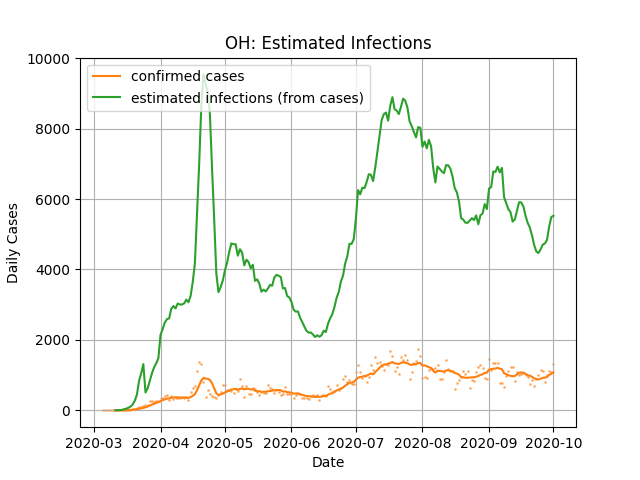 OH: Estimated Infections
confirmed cases
estimated infections (from cases)
Daily Cases
10000
8000
6000
4000
2000
0
2020-03 2020-04 2020-05 2020-06 2020-07 2020-08 2020-09 2020-10
Date